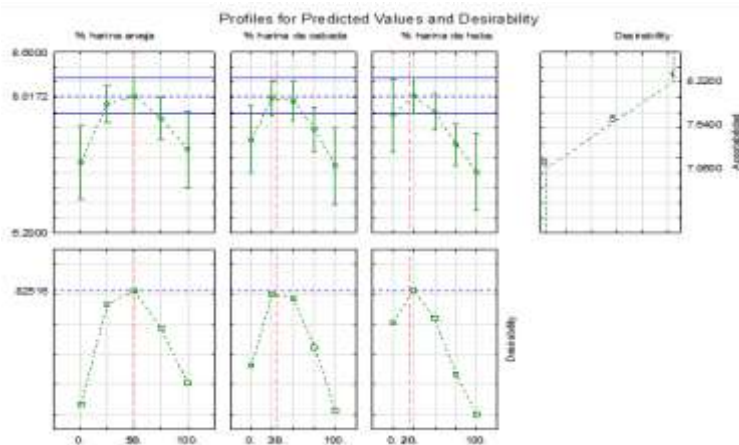 Profiles for Predicted Values and Desirability
% harina arveja % harina de cebada % harina de haba Desirability
8.6000
8.0172
6.2000
8.2200
7.6400
7.0600
Aceptabilidad
.82516
Desirability
0. 50. 100. 0. 30. 100. 0. 20. 100.